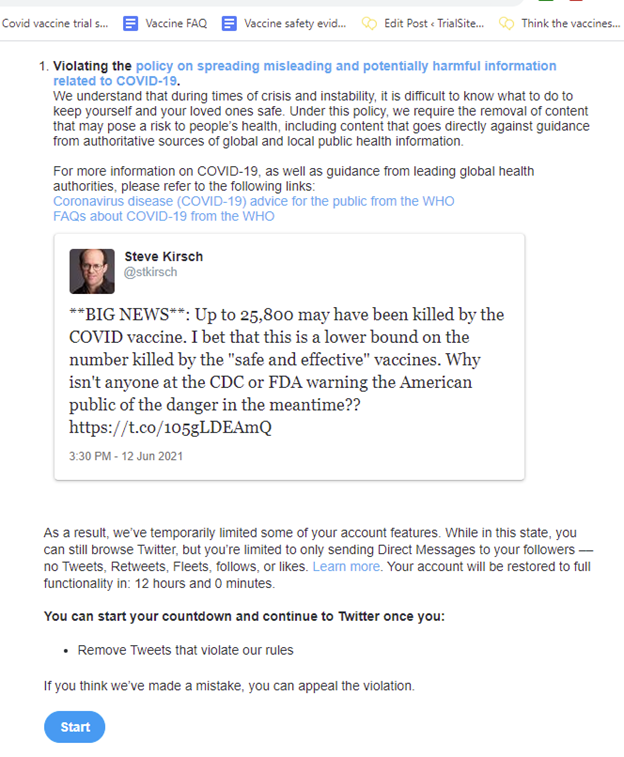 Covid vaccine trial s... Vaccine FAQ Vaccine safety evid... Edit Post ‹ TrialSite... Think the vaccines...
1. Violating the policy on spreading misleading and potentially harmful information
related to COVID-19.
We understand that during times of crisis and instability, it is difficult to know what to do to
keep yourself and your loved ones safe. Under this policy, we require the removal of content
that may pose a risk to people’s health, including content that goes directly against guidance
from authoritative sources of global and local public health information.
For more information on COVID-19, as well as guidance from leading global health
authorities, please refer to the following links:
Coronavirus disease (COVID-19) advice for the public from the WHO
FAQs about COVID-19 from the WHO
Steve Kirsch
@stkirsch
**BIG NEWS**: Up to 25,800 may have been killed by the
COVID vaccine. I bet that this is a lower bound on the
number killed by the "safe and effective" vaccines. Why
isn't anyone at the CDC or FDA warning the American
public of the danger in the meantime??
https://t.co/105gLDEAmQ
3:30 PM - 12 Jun 2021
As a result, we’ve temporarily limited some of your account features. While in this state, you
can still browse Twitter, but you’re limited to only sending Direct Messages to your followers ––
no Tweets, Retweets, Fleets, follows, or likes. Learn more. Your account will be restored to full
functionality in: 12 hours and 0 minutes.
You can start your countdown and continue to Twitter once you:
• Remove Tweets that violate our rules
If you think we’ve made a mistake, you can appeal the violation.
Start